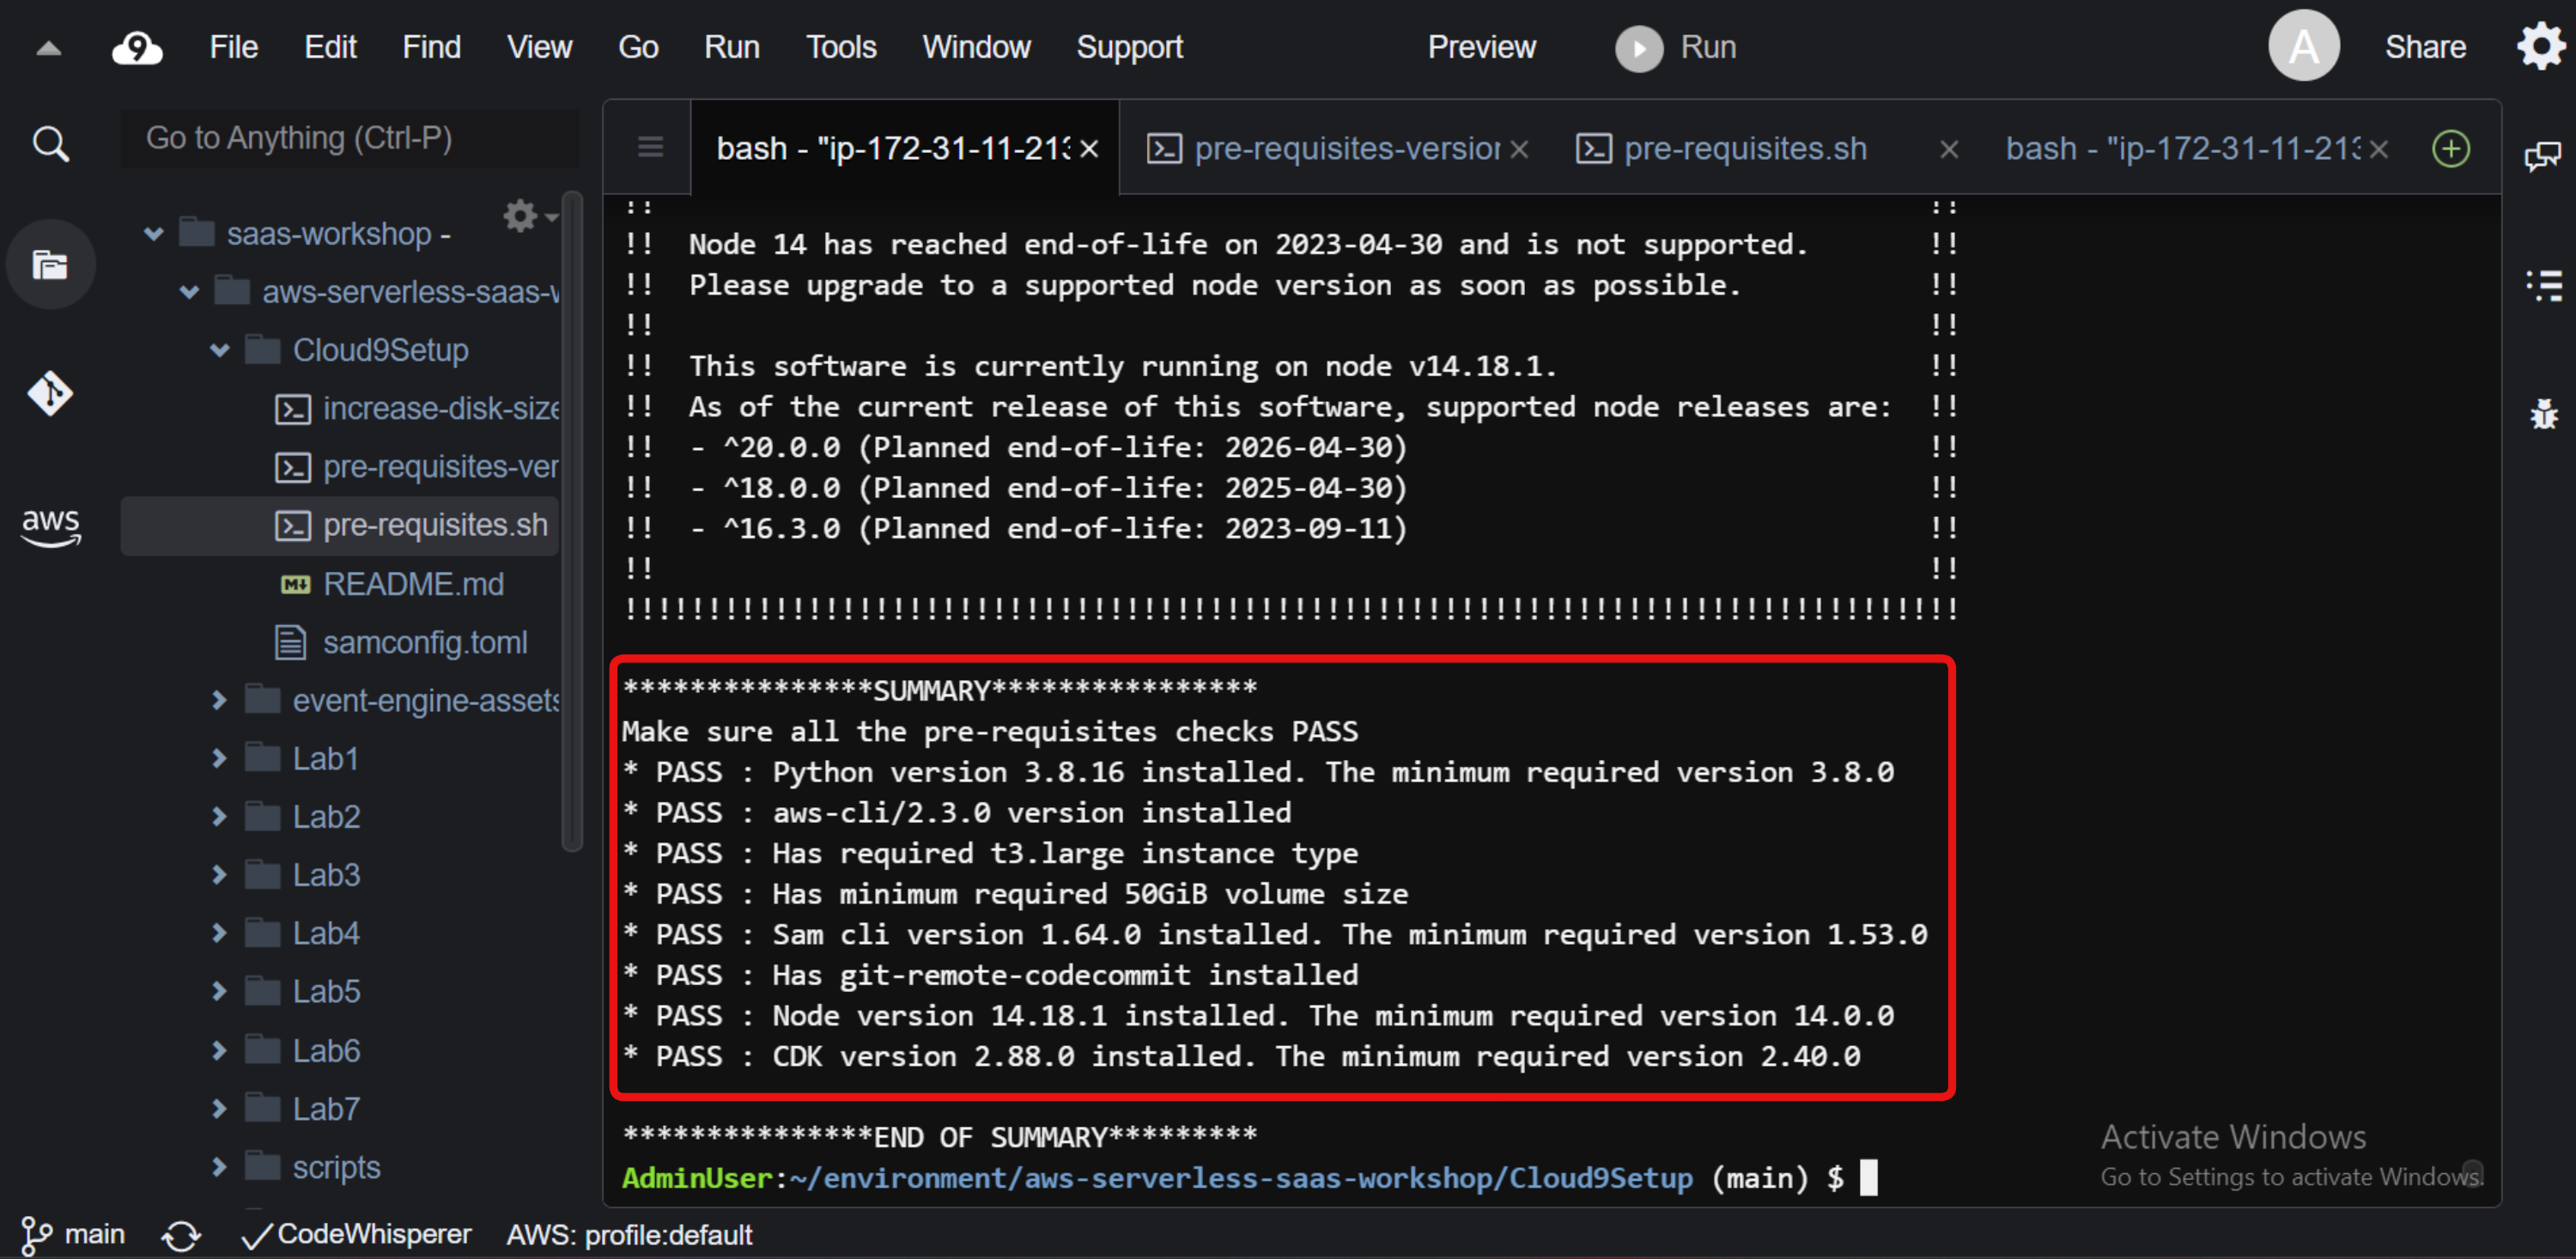 File Edit Find View Go Run Tools Window Support Preview Run A Share
Go to Anything (Ctrl-P)
saas-workshop -
aws-serverless-saas-w
Cloud9Setup
increase-disk-size
pre-requisites-ver
pre-requisites.sh
README.md
samconfig.toml
event-engine-assets
Lab1
Lab2
Lab3
Lab4
Lab5
Lab6
Lab7
scripts
aws
bash - "ip-172-31-11-213 pre-requisites-version pre-requisites.sh bash - "ip-172-31-11-213
!! !!
!! Node 14 has reached end-of-life on 2023-04-30 and is not supported. !!
!! Please upgrade to a supported node version as soon as possible. !!
!! !!
!! This software is currently running on node v14.18.1. !!
!! As of the current release of this software, supported node releases are: !!
!! - ^20.0.0 (Planned end-of-life: 2026-04-30) !!
!! - ^18.0.0 (Planned end-of-life: 2025-04-30) !!
!! - ^16.3.0 (Planned end-of-life: 2023-09-11) !!
!! !!
!!!!!!!!!!!!!!!!!!!!!!!!!!!!!!!!!!!!!!!!!!!!!!!!!!!!!!!!!!!!!!!!!!!!!!!!!!!!!!!!
***************SUMMARY****************
Make sure all the pre-requisites checks PASS
* PASS : Python version 3.8.16 installed. The minimum required version 3.8.0
* PASS : aws-cli/2.3.0 version installed
* PASS : Has required t3.large instance type
* PASS : Has minimum required 50GiB volume size
* PASS : Sam cli version 1.64.0 installed. The minimum required version 1.53.0
* PASS : Has git-remote-codecommit installed
* PASS : Node version 14.18.1 installed. The minimum required version 14.0.0
* PASS : CDK version 2.88.0 installed. The minimum required version 2.40.0
***************END OF SUMMARY*********
AdminUser:~/environment/aws-serverless-saas-workshop/Cloud9Setup (main) $
Activate Windows
Go to Settings to activate Windows.
main CodeWhisperer AWS: profile:default